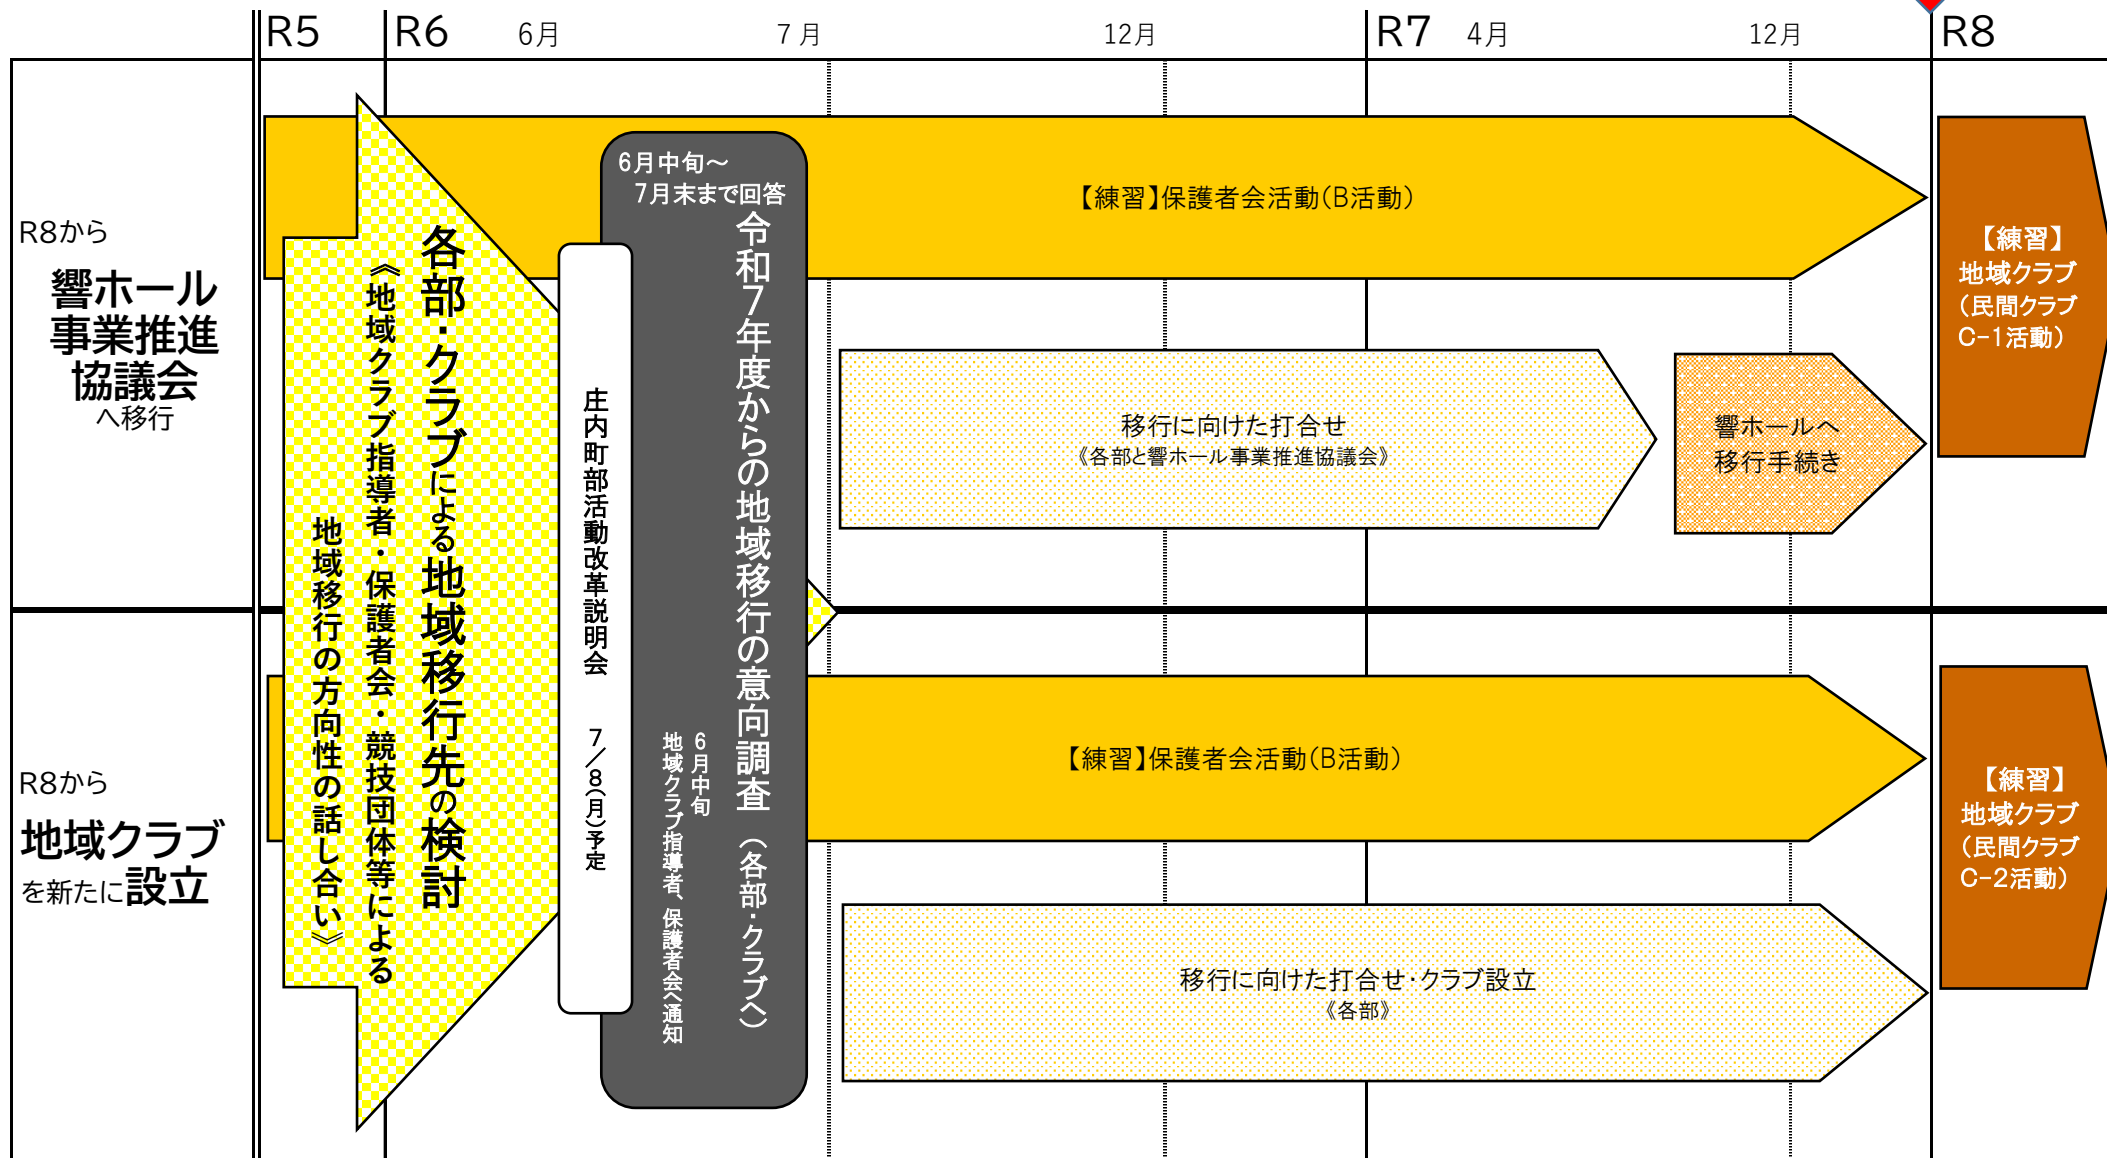 R5
R6
6月
7月
12月
R7
4月
12月
R8
R8から
響ホール
事業推進
協議会
へ移行
【練習】保護者会活動(B活動)
【練習】
地域クラブ
(民間クラブ
C-1活動)
移行に向けた打合せ
《各部と響ホール事業推進協議会》
響ホールへ
移行手続き
各部・クラブによる地域移行先の検討
《地域クラブ指導者・保護者会・競技団体等による
地域移行の方向性の話し合い》
庄内町部活動改革説明会 7/8(月)予定
6月中旬~
7月末まで回答
令和7年度からの地域移行の意向調査(各部・クラブへ)
6月中旬
地域クラブ指導者、保護者会へ通知
R8から
地域クラブ
を新たに設立
【練習】保護者会活動(B活動)
【練習】
地域クラブ
(民間クラブ
C-2活動)
移行に向けた打合せ・クラブ設立
《各部》